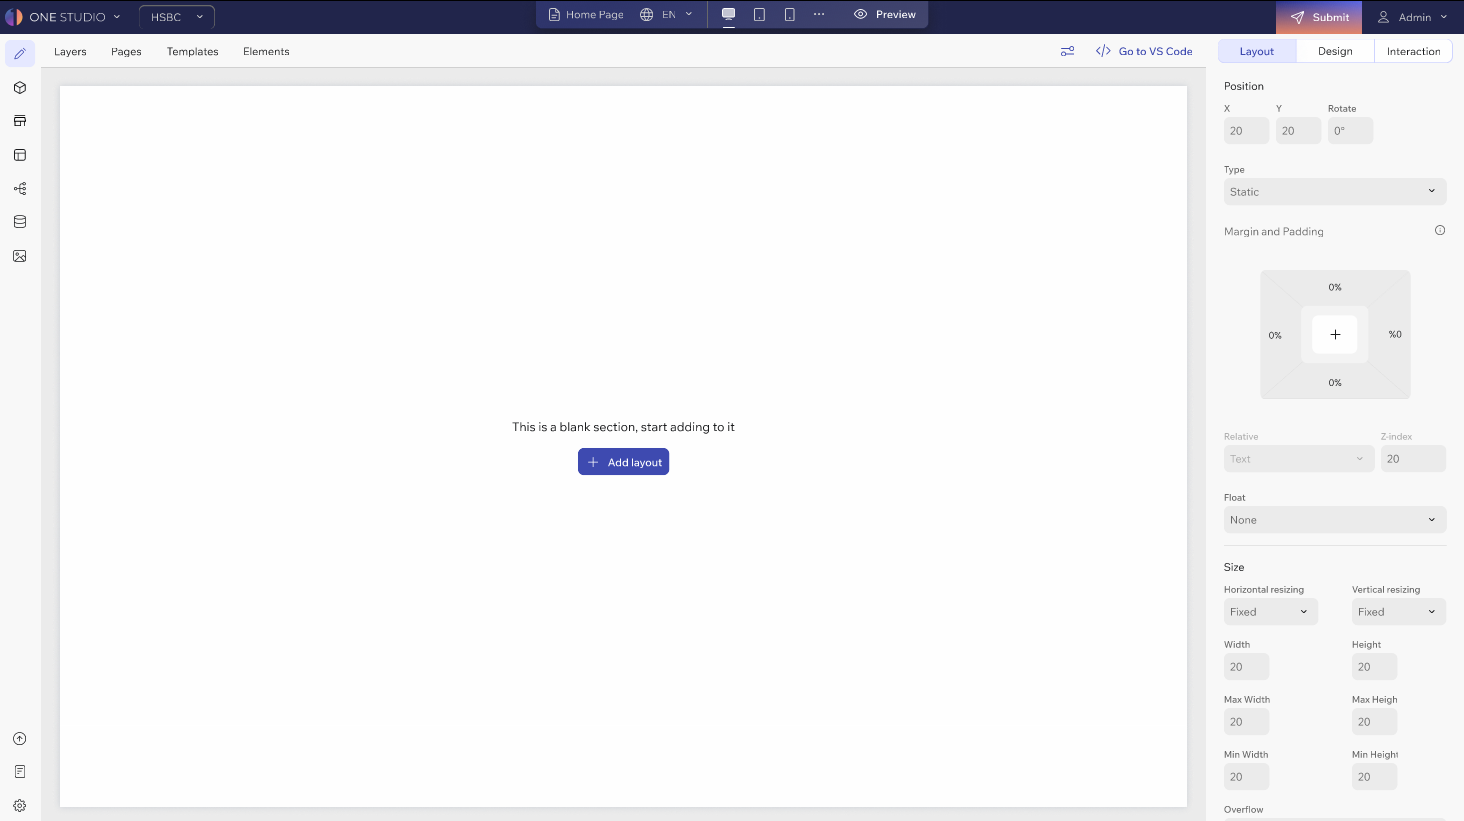 ONE STUDIO
HSBC
Home Page
EN
Preview
Submit
Admin
Layers
Pages
Templates
Elements
Go to VS Code
Layout
Design
Interaction
Position
X
Y
Rotate
20
20
0°
Type
Static
Margin and Padding
0%
0%
%0
0%
Relative
Z-index
Text
20
Float
None
This is a blank section, start adding to it
Add layout
Size
Horizontal resizing
Vertical resizing
Fixed
Fixed
Width
Height
20
20
Max Width
Max Heigh
20
20
Min Width
Min Height
20
20
Overflow